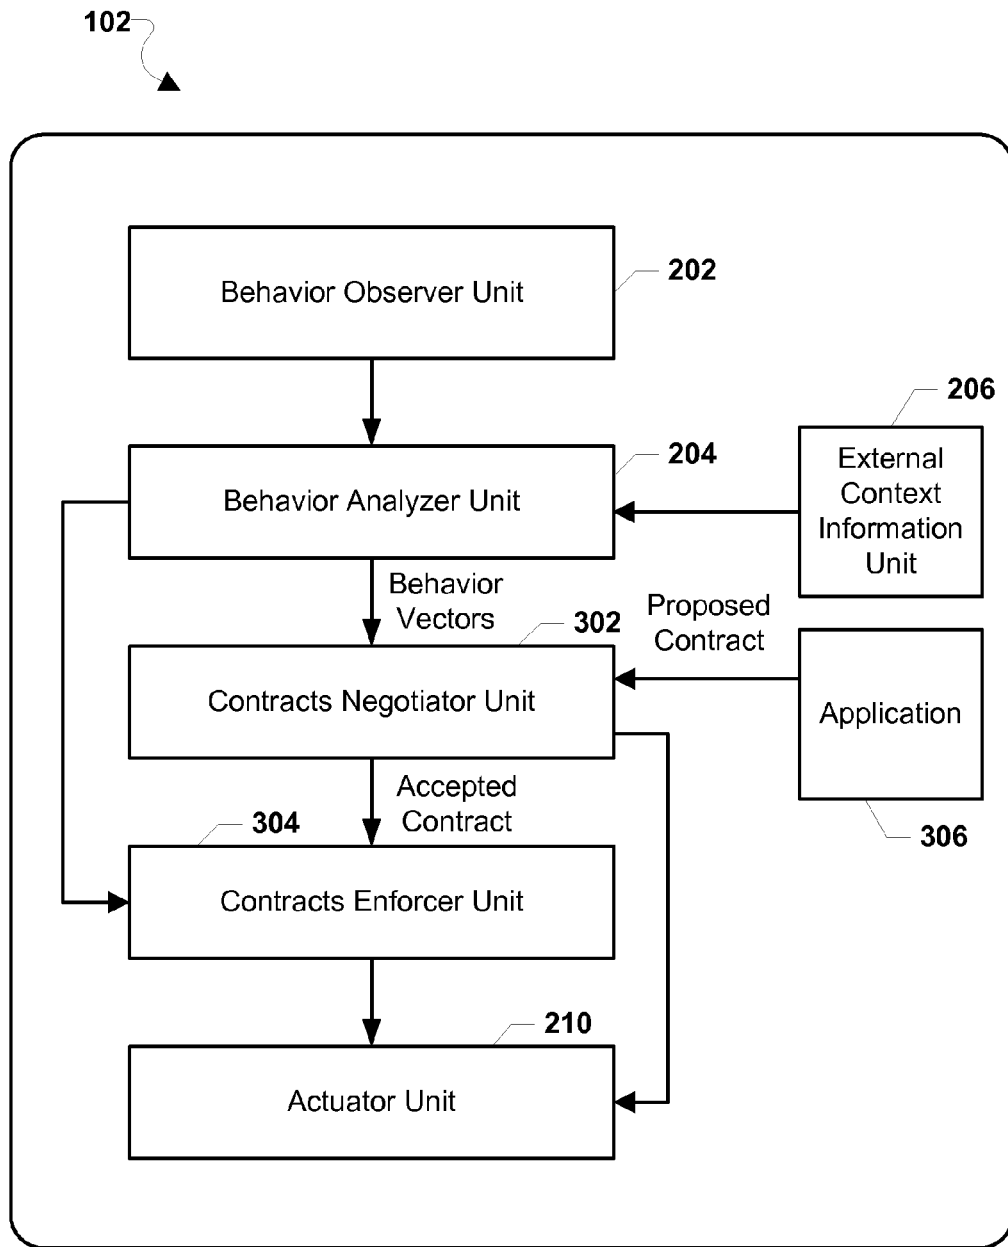 102
Behavior Observer Unit
202
206
Behavior Analyzer Unit
204
External
Context
Information
Unit
Behavior
Vectors
302
Proposed
Contract
Contracts Negotiator Unit
Application
306
Accepted
Contract
304
Contracts Enforcer Unit
210
Actuator Unit